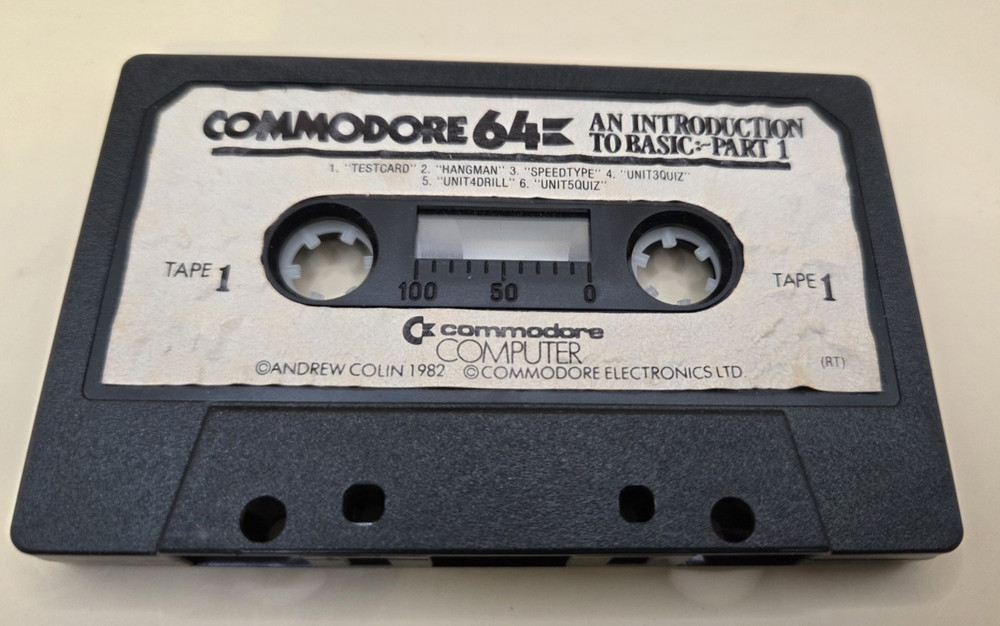 COMMODORE 64 AN INTRODUCTION
TO BASIC:-PART 1
1. "TESTCARD" 2. "HANGMAN" 3. "SPEEDTYPE" 4. "UNIT3QUIZ"
5. "UNIT4DRILL" 6. "UNIT5QUIZ"
TAPE 1
TAPE 1
100 50 0
commodore
COMPUTER
©ANDREW COLIN 1982 ©COMMODORE ELECTRONICS LTD.
(RT)